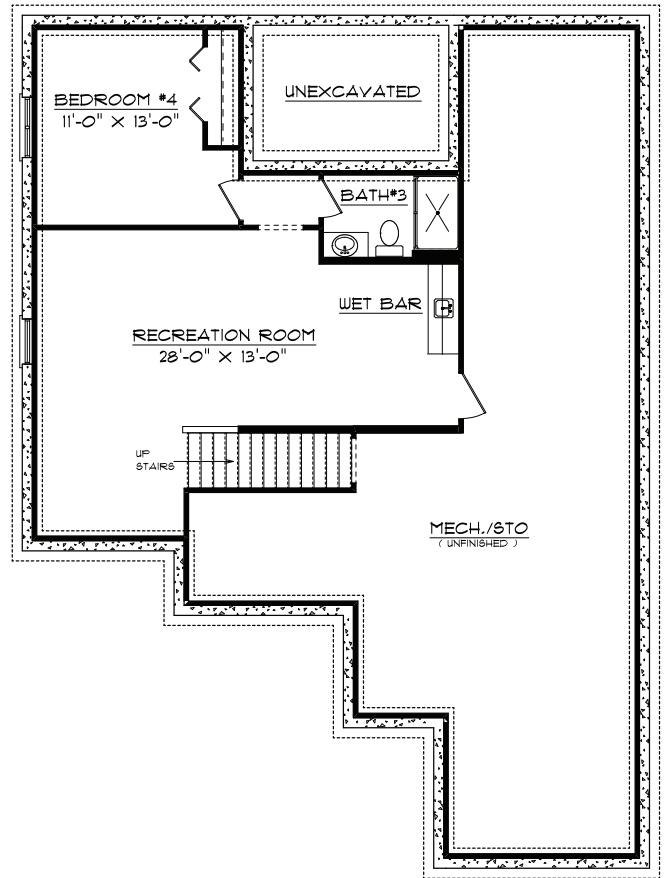 BEDROOM #4
11'-0" X 13'-0"
UNEXCAVATED
BATH#3
WET BAR
RECREATION ROOM
28'-0" X 13'-0"
UP
STAIRS
MECH./STO
( UNFINISHED )